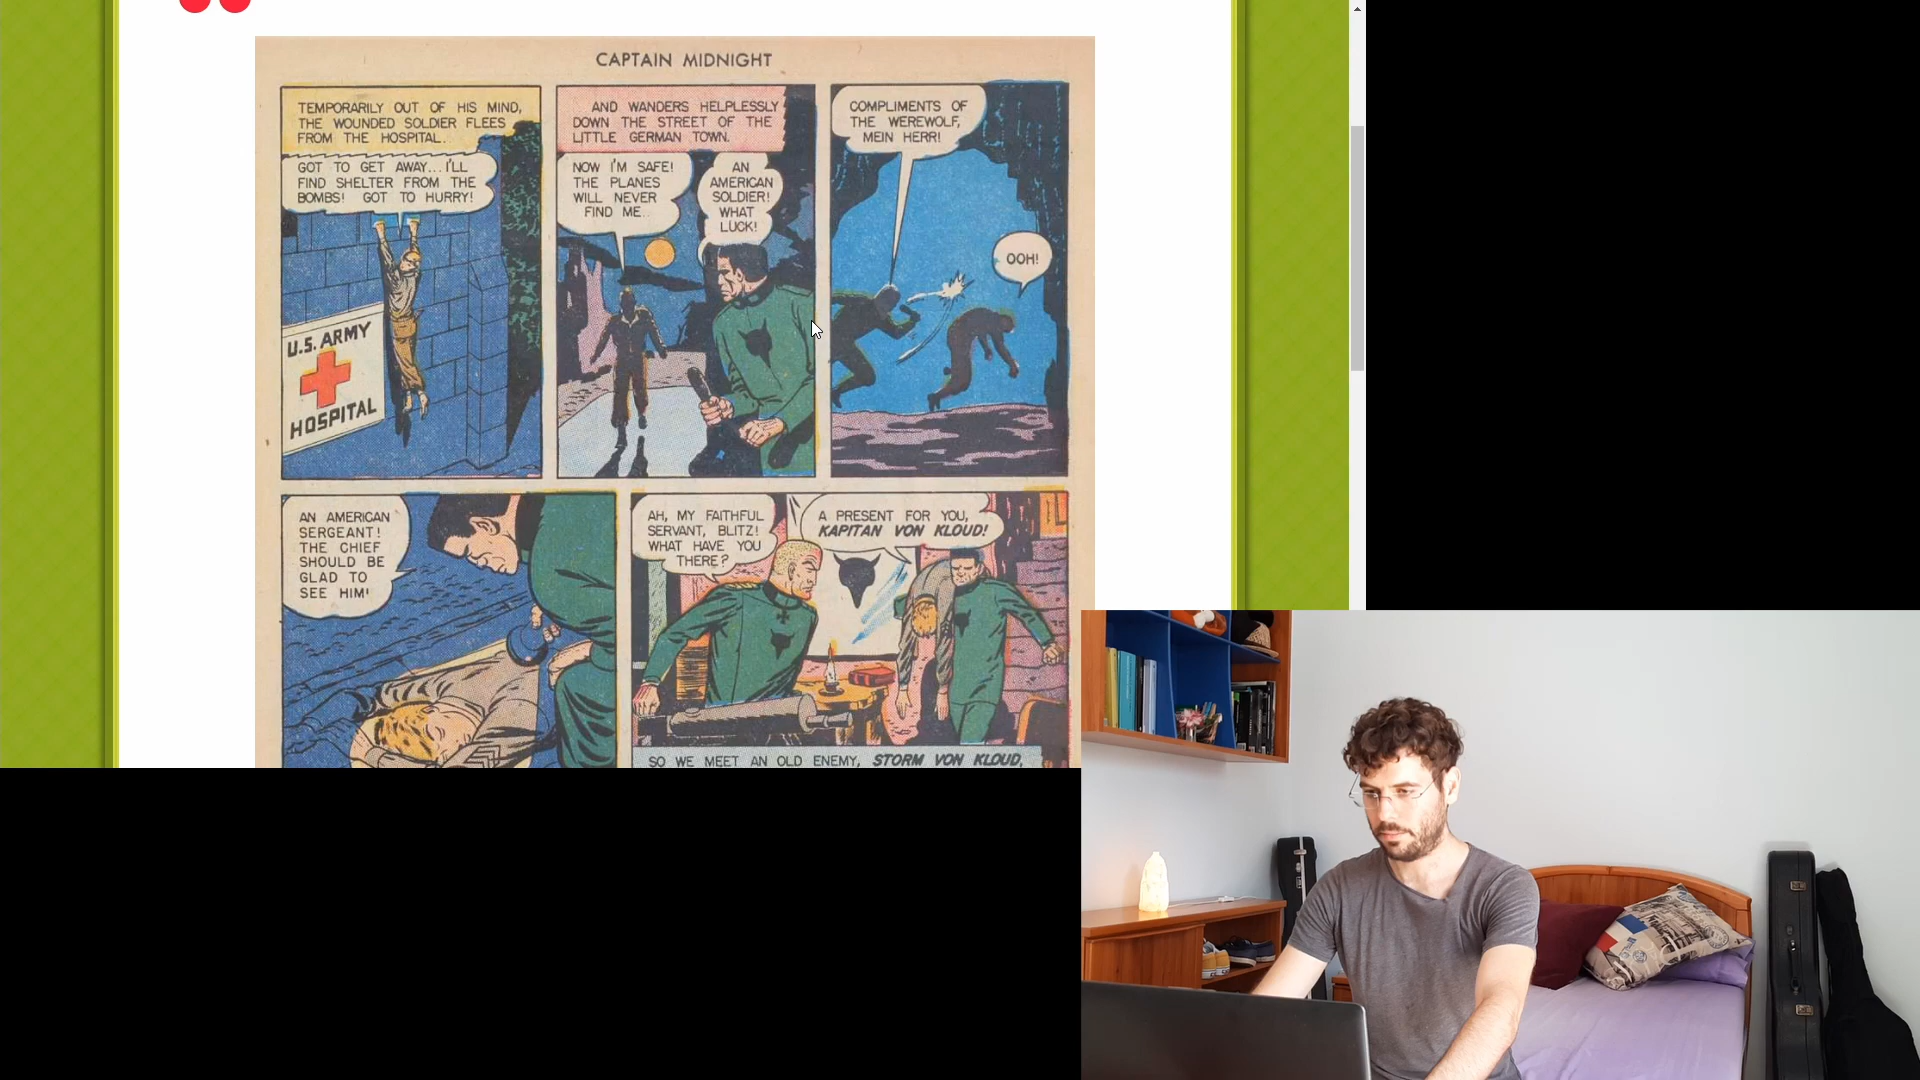 CAPTAIN MIDNIGHT
TEMPORARILY OUT OF HIS MIND,
THE WOUNDED SOLDIER FLEES
FROM THE HOSPITAL.
GOT TO GET AWAY...I'LL
FIND SHELTER FROM THE
BOMBS! GOT TO HURRY!
U.S. ARMY
HOSPITAL
AND WANDERS HELPLESSLY
DOWN THE STREET OF THE
LITTLE GERMAN TOWN.
NOW I'M SAFE!
THE PLANES
WILL NEVER
FIND ME..
AN
AMERICAN
SOLDIER!
WHAT
LUCK!
COMPLIMENTS OF
THE WEREWOLF,
MEIN HERR!
OOH!
AN AMERICAN
SERGEANT!
THE CHIEF
SHOULD BE
GLAD TO
SEE HIM!
AH, MY FAITHFUL
SERVANT, BLITZ!
WHAT HAVE YOU
THERE?
A PRESENT FOR YOU,
KAPITAN VON KLOUD!
SO WE MEET AN OLD ENEMY, STORM VON KLOUD,